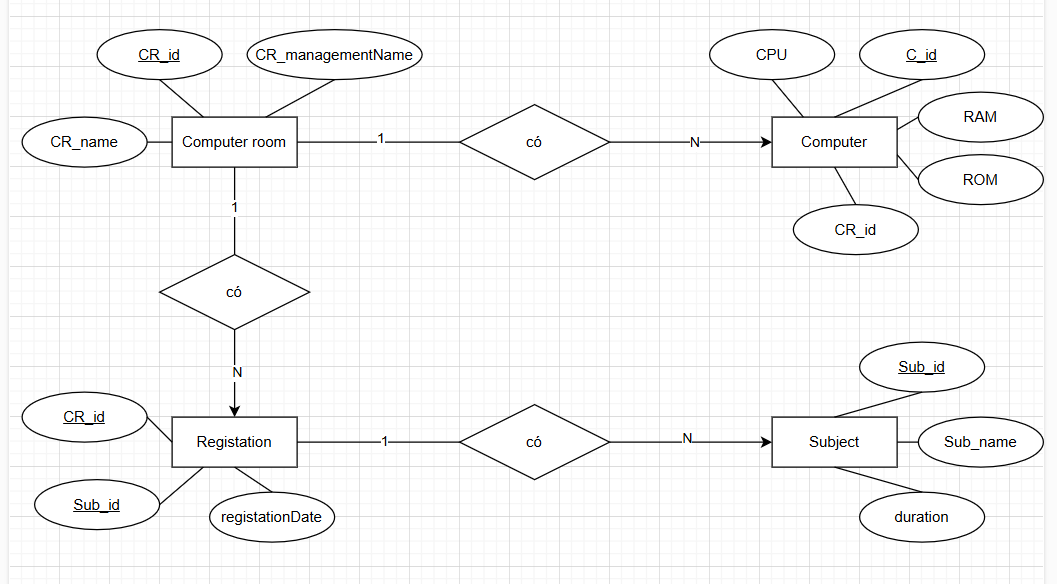 CR_id
CR_managementName
CPU
C_id
RAM
CR_name
Computer room
1
có
N
Computer
ROM
1
CR_id
có
N
Sub_id
CR_id
Registation
1
có
N
Subject
Sub_name
Sub_id
registationDate
duration